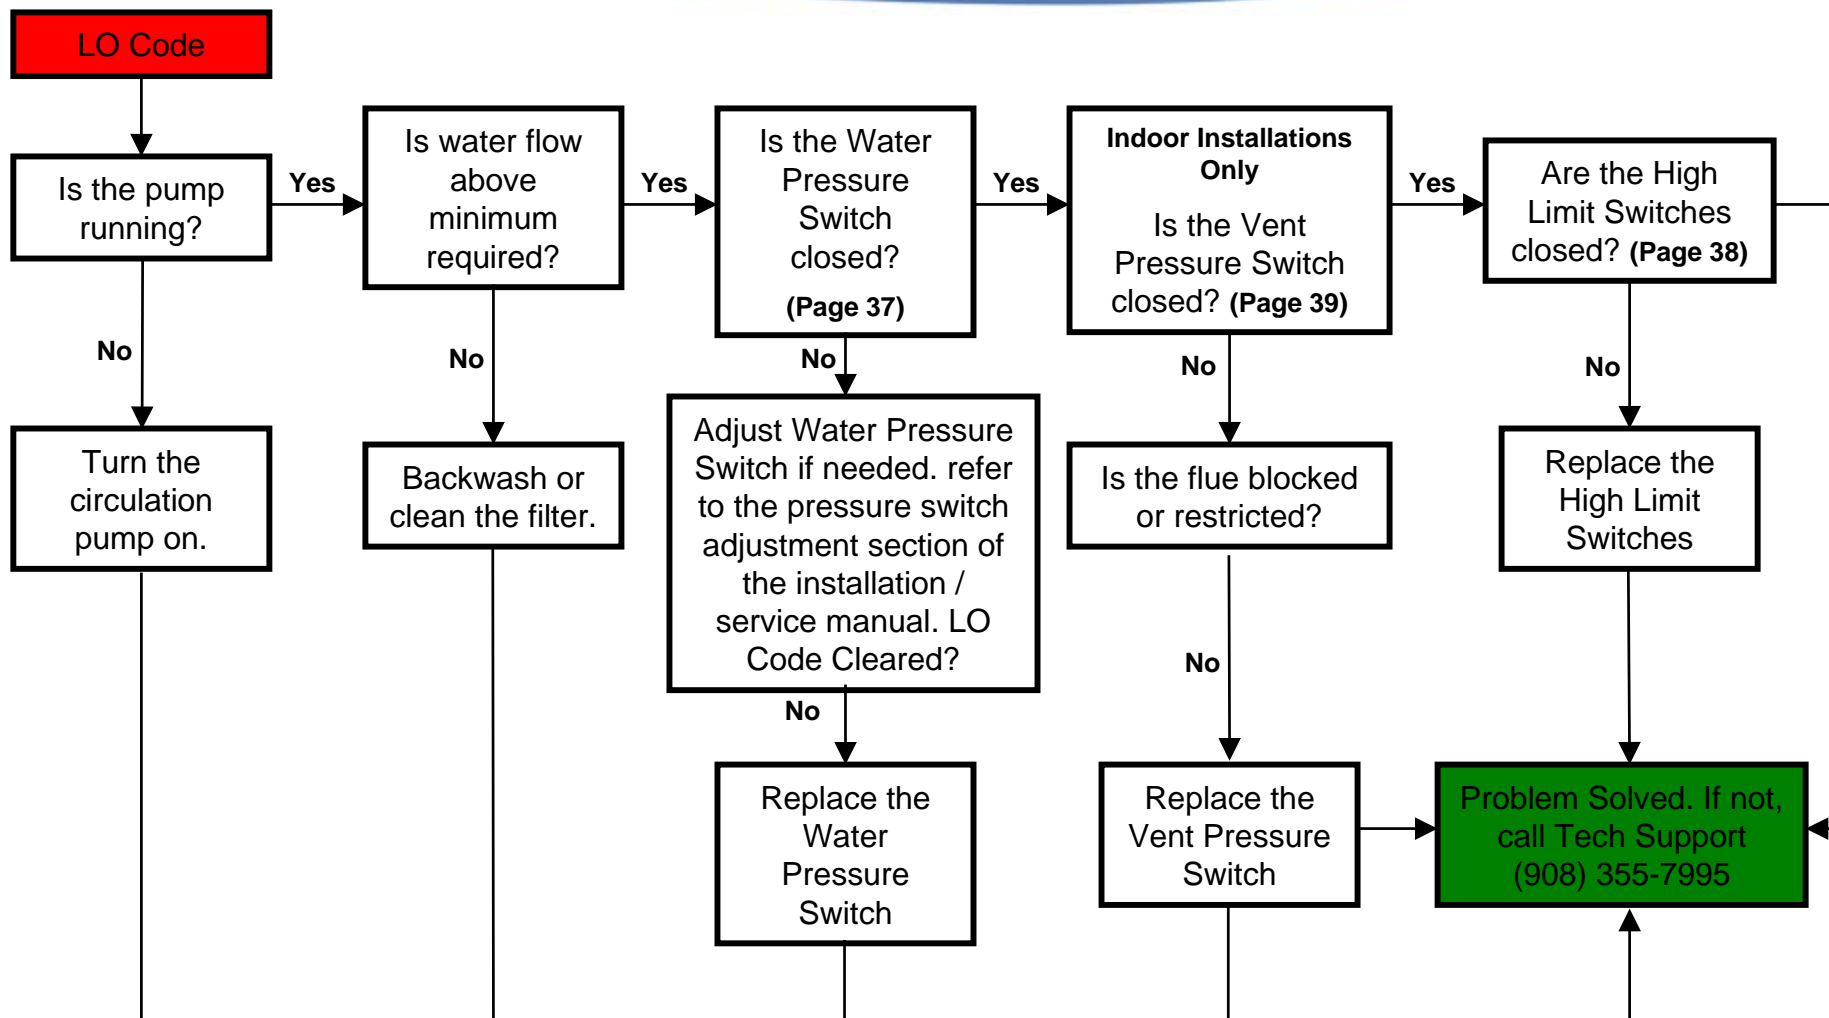 LO Code
Is the pump
running?
Yes
No
Turn the
circulation
pump on.
Is water flow
above
minimum
required?
Yes
No
Backwash or
clean the filter.
Is the Water
Pressure
Switch
closed?
(Page 37)
Yes
No
Adjust Water Pressure
Switch if needed. refer
to the pressure switch
adjustment section of
the installation /
service manual. LO
Code Cleared?
No
Replace the
Water
Pressure
Switch
Indoor Installations
Only
Is the Vent
Pressure Switch
closed? (Page 39)
Yes
No
Is the flue blocked
or restricted?
No
Replace the
Vent Pressure
Switch
Are the High
Limit Switches
closed? (Page 38)
No
Replace the
High Limit
Switches
Problem Solved. If not,
call Tech Support
(908) 355-7995